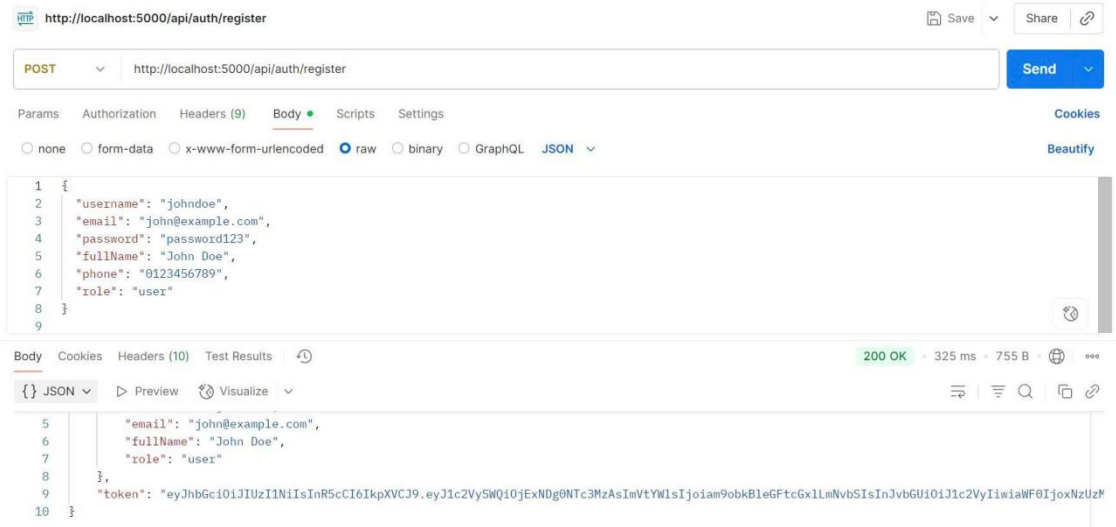 HTTP http://localhost:5000/api/auth/register Save Share
POST http://localhost:5000/api/auth/register Send
Params Authorization Headers (9) Body Scripts Settings Cookies
none form-data x-www-form-urlencoded raw binary GraphQL JSON Beautify
1 {
2 "username": "johndoe",
3 "email": "john@example.com",
4 "password": "password123",
5 "fullName": "John Doe",
6 "phone": "0123456789",
7 "role": "user"
8 }
9
Body Cookies Headers (10) Test Results 200 OK 325 ms 755 B
{} JSON Preview Visualize
5 "email": "john@example.com",
6 "fullName": "John Doe",
7 "role": "user"
8 },
9 "token": "eyJhbGciOiJIUzI1NiIsInR5cCI6IkpXVCJ9.eyJ1c2VySWQiOjExNDg0NTc3MzAsImVtYWlsIjoiam9obkBleGFtcGxlLmNvbSIsInJvbGUiOiJ1c2VyIiwiaWF0IjoxNzUzM
10 }